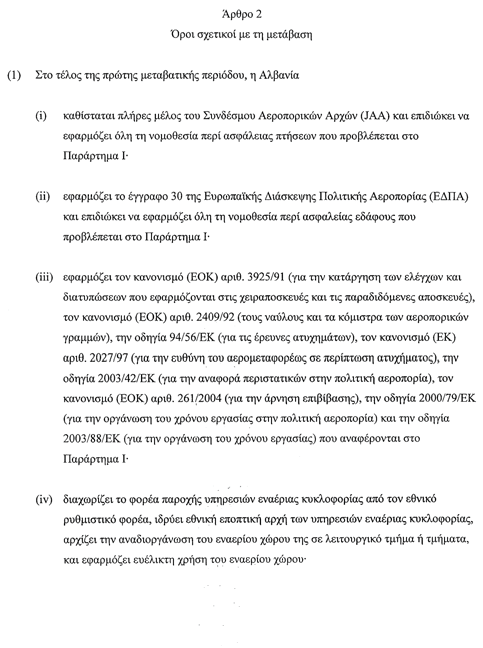 Άρθρο 2
Όροι σχετικοί με τη μετάβαση
(1) Στο τέλος της πρώτης μεταβατικής περιόδου, η Αλβανία
(i) καθίσταται πλήρες μέλος του Συνδέσμου Αεροπορικών Αρχών (JAA) και επιδιώκει να
εφαρμόζει όλη τη νομοθεσία περί ασφάλειας πτήσεων που προβλέπεται στο
Παράρτημα I·
(ii) εφαρμόζει το έγγραφο 30 της Ευρωπαϊκής Διάσκεψης Πολιτικής Αεροπορίας (ΕΔΠΑ)
και επιδιώκει να εφαρμόζει όλη τη νομοθεσία περί ασφαλείας εδάφους που
προβλέπεται στο Παράρτημα I·
(iii) εφαρμόζει τον κανονισμό (ΕΟΚ) αριθ. 3925/91 (για την κατάργηση των ελέγχων και
διατυπώσεων που εφαρμόζονται στις χειραποσκευές και τις παραδιδόμενες αποσκευές),
τον κανονισμό (ΕΟΚ) αριθ. 2409/92 (τους ναύλους και τα κόμιστρα των αεροπορικών
γραμμών), την οδηγία 94/56/ΕΚ (για τις έρευνες ατυχημάτων), τον κανονισμό (ΕΚ)
αριθ. 2027/97 (για την ευθύνη του αερομεταφορέως σε περίπτωση ατυχήματος), την
οδηγία 2003/42/ΕΚ (για την αναφορά περιστατικών στην πολιτική αεροπορία), τον
κανονισμό (ΕΟΚ) αριθ. 261/2004 (για την άρνηση επιβίβασης), την οδηγία 2000/79/ΕΚ
(για την οργάνωση του χρόνου εργασίας στην πολιτική αεροπορία) και την οδηγία
2003/88/ΕΚ (για την οργάνωση του χρόνου εργασίας) που αναφέρονται στο
Παράρτημα I·
(iv) διαχωρίζει το φορέα παροχής υπηρεσιών εναέριας κυκλοφορίας από τον εθνικό
ρυθμιστικό φορέα, ιδρύει εθνική εποπτική αρχή των υπηρεσιών εναέριας κυκλοφορίας,
αρχίζει την αναδιοργάνωση του εναερίου χώρου της σε λειτουργικό τμήμα ή τμήματα,
και εφαρμόζει ευέλικτη χρήση του εναερίου χώρου·